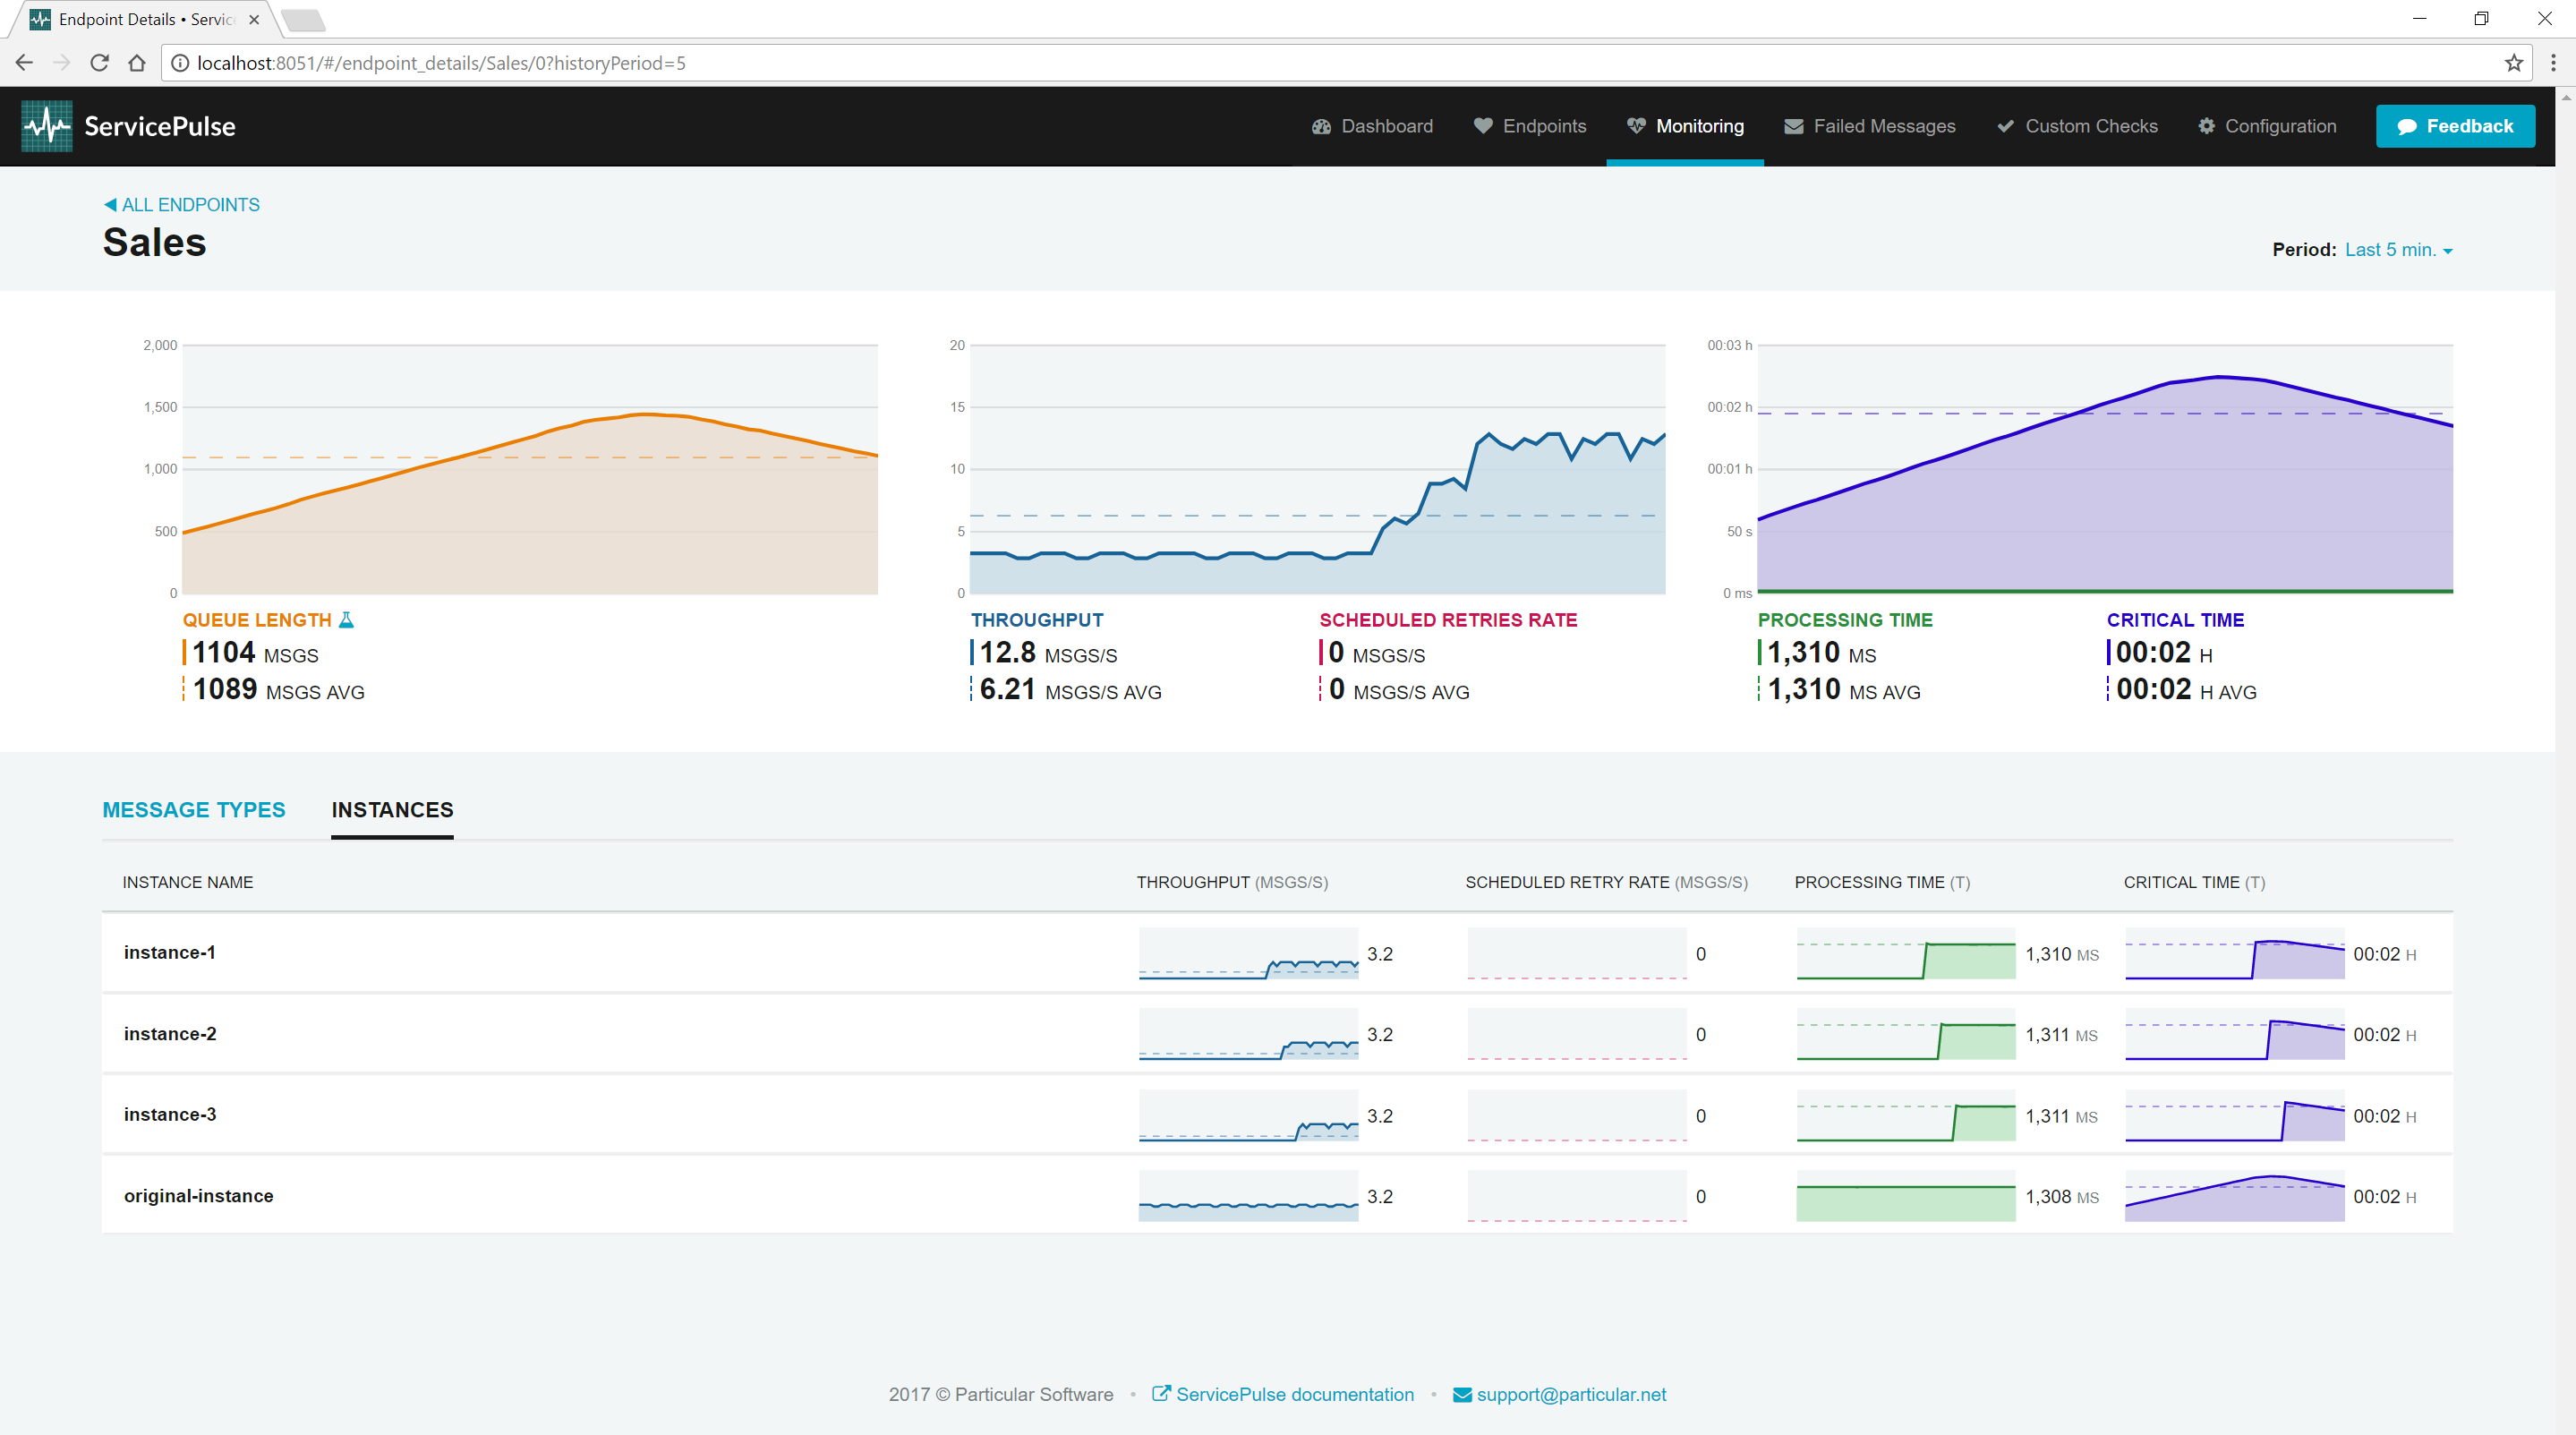 Endpoint Details • Servic
localhost:8051/#/endpoint_details/Sales/0?historyPeriod=5
ServicePulse
Dashboard
Endpoints
Monitoring
Failed Messages
Custom Checks
Configuration
Feedback
ALL ENDPOINTS
Sales
Period: Last 5 min.
2,000
1,500
1,000
500
0
20
15
10
5
0
00:03 h
00:02 h
00:01 h
50 s
0 ms
QUEUE LENGTH
1104 MSGS
1089 MSGS AVG
THROUGHPUT
12.8 MSGS/S
6.21 MSGS/S AVG
SCHEDULED RETRIES RATE
0 MSGS/S
0 MSGS/S AVG
PROCESSING TIME
1,310 MS
1,310 MS AVG
CRITICAL TIME
00:02 H
00:02 H AVG
MESSAGE TYPES
INSTANCES
INSTANCE NAME THROUGHPUT (MSGS/S) SCHEDULED RETRY RATE (MSGS/S) PROCESSING TIME (T) CRITICAL TIME (T)
instance-1 3.2 0 1,310 MS 00:02 H
instance-2 3.2 0 1,311 MS 00:02 H
instance-3 3.2 0 1,311 MS 00:02 H
original-instance 3.2 0 1,308 MS 00:02 H
2017 © Particular Software • ServicePulse documentation • support@particular.net